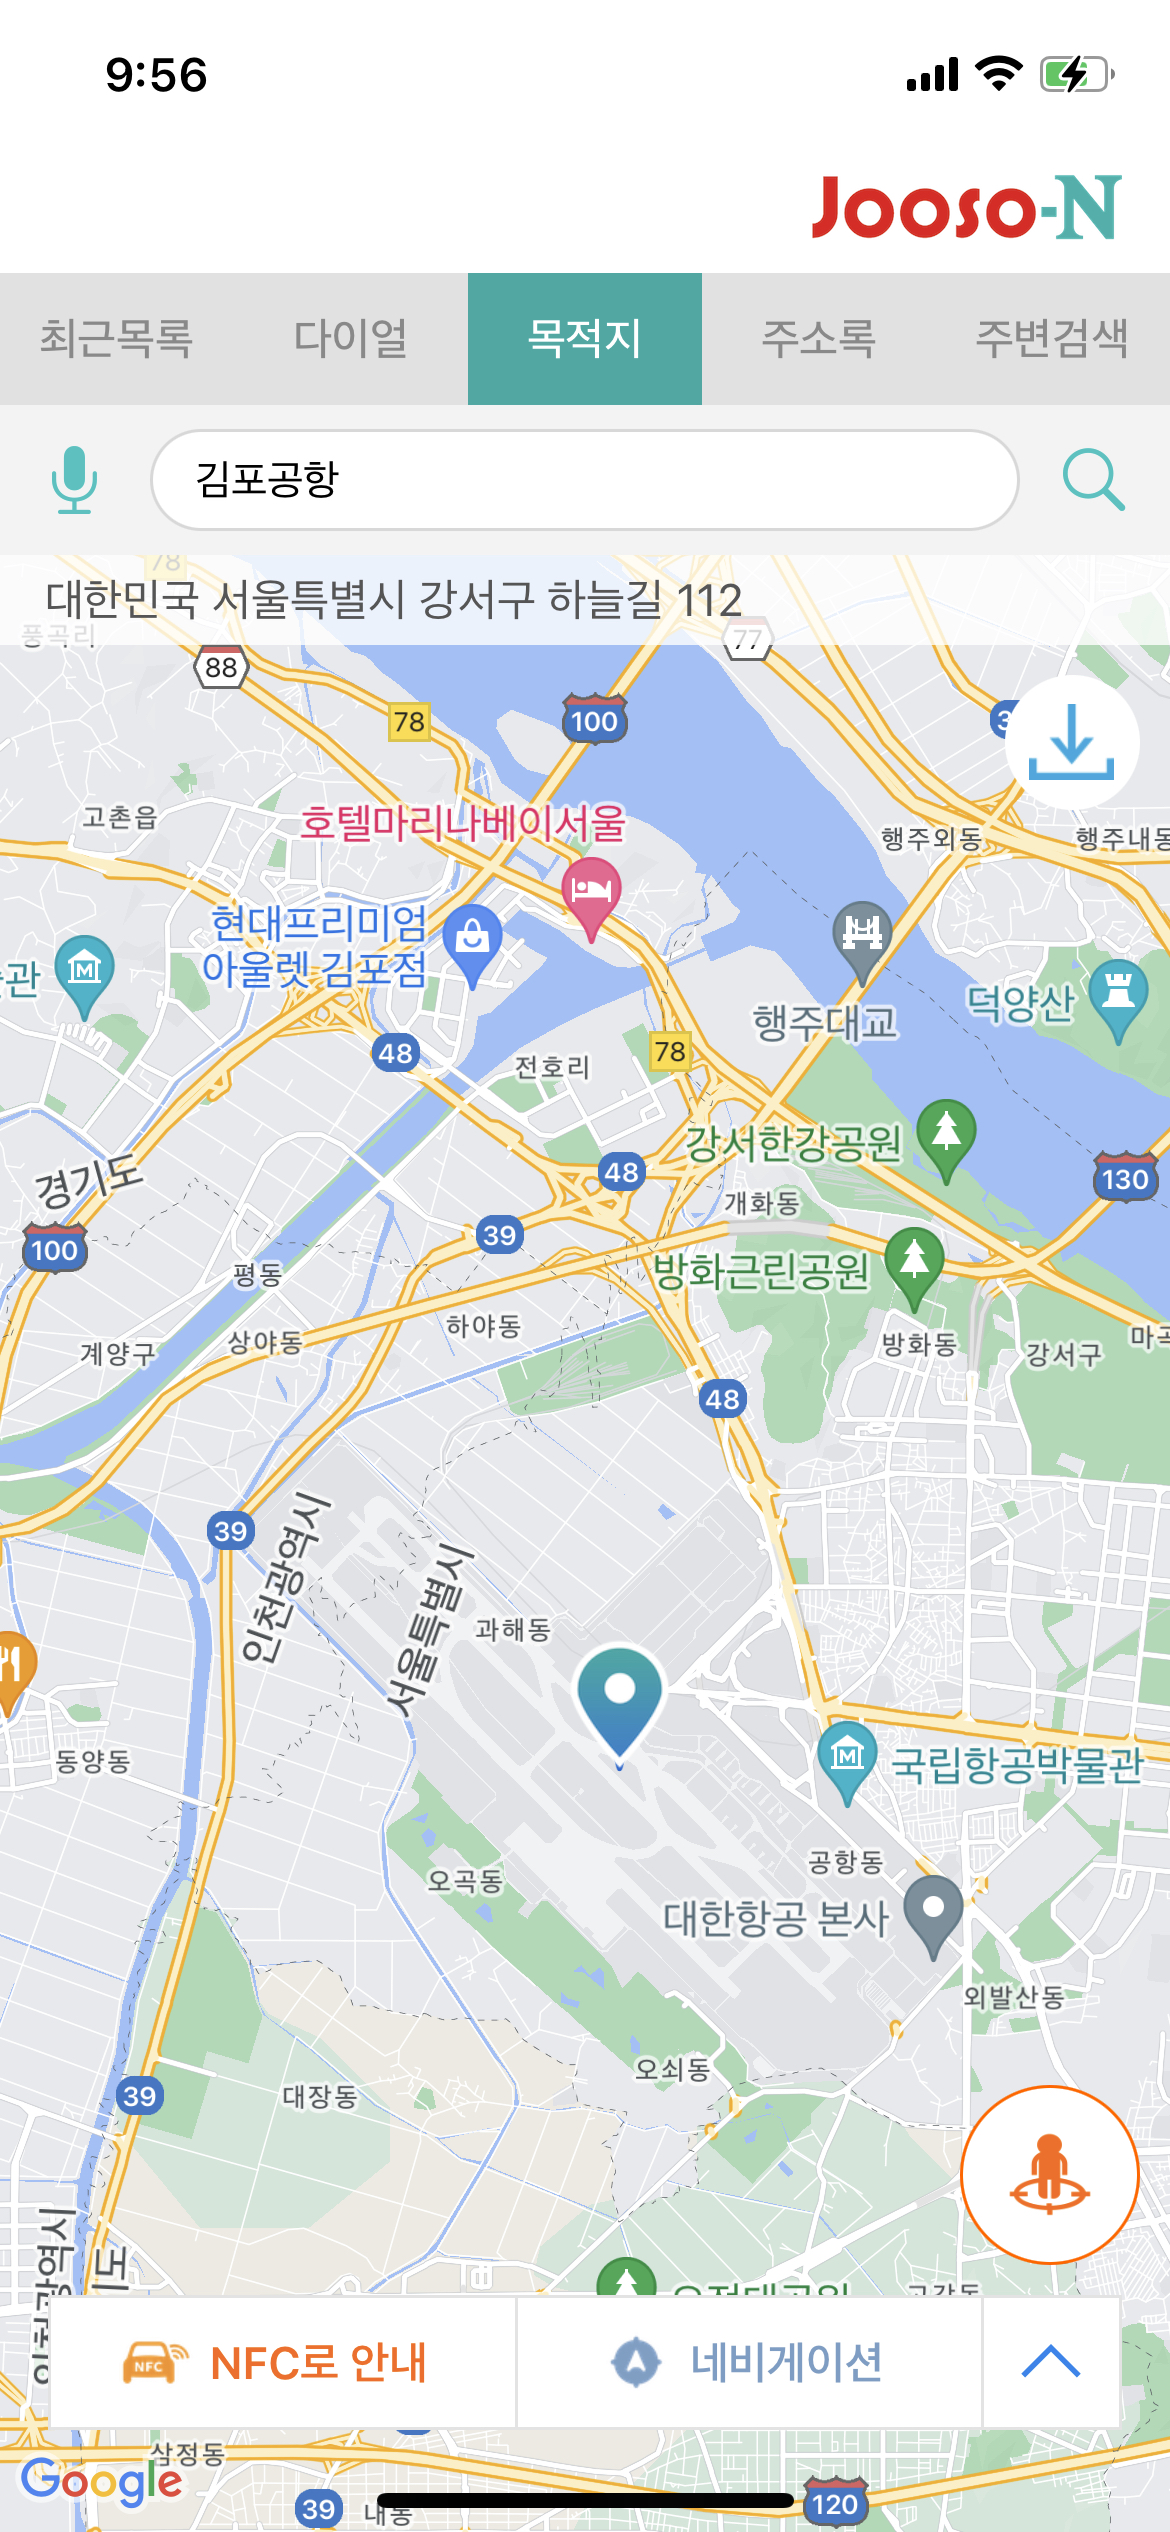 9:56
Jooso-N
최근목록
다이얼
목적지
주소록
주변검색
김포공항
78
대한민국 서울특별시 강서구 하늘길 112
풍곡리
77
88
78
100
고촌읍
호텔마리나베이서울
행주외동
행주내동
현대프리미엄
아울렛 김포점
행주대교
덕양산
48
78
전호리
강서한강공원
경기도
48
130
개화동
100
39
방화근린공원
평동
하야동
상야동
계양구
방화동
강서구
48
39
인천광역시
서울특별시
과해동
동양동
국립항공박물관
공항동
오곡동
대한항공 본사
외발산동
오쇠동
39
대장동
NFC
NFC로 안내
네비게이션
삼정동
Google
39
내동
120